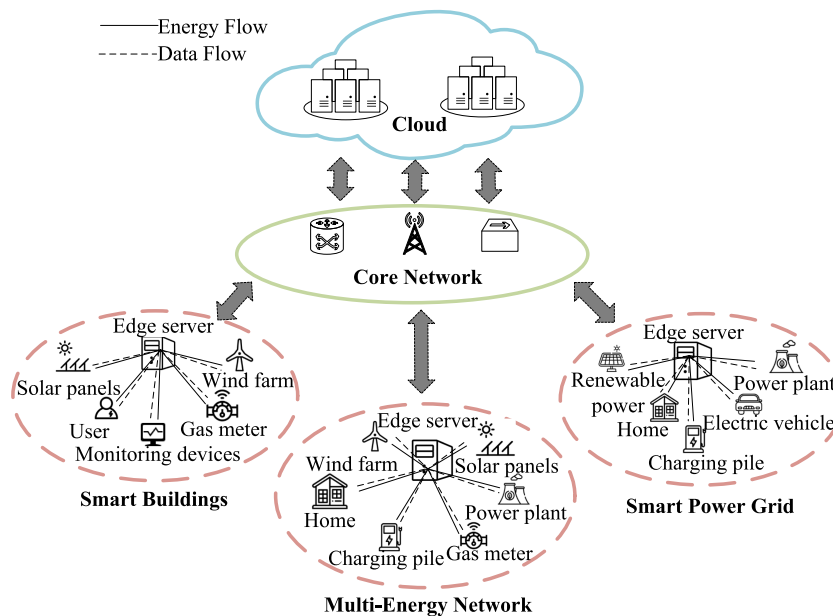 Energy Flow
Data Flow
Cloud
Core Network
Edge server
Solar panels
Wind farm
User
Gas meter
Monitoring devices
Smart Buildings
Edge server
Wind farm
Solar panels
Home
Power plant
Charging pile
Gas meter
Multi-Energy Network
Edge server
Renewable
power
Power plant
Home
Electric vehicle
Charging pile
Smart Power Grid